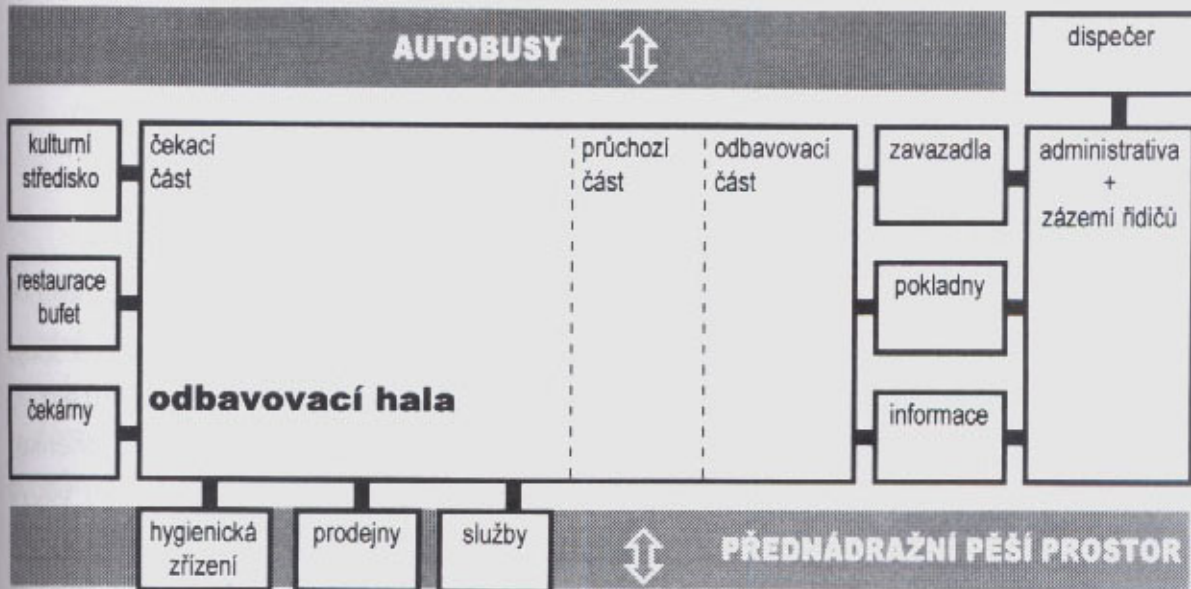 AUTOBUSY
dispečer
kulturní
středisko
čekací
část
průchozí
část
odbavovací
část
zavazadla
administrativa
+
zázemí řidičů
restaurace
bufet
pokladny
odbavovací hala
čekárny
informace
hygienická
zřízení
prodejny
služby
PŘEDNÁDRAŽNÍ PĚŠÍ PROSTOR